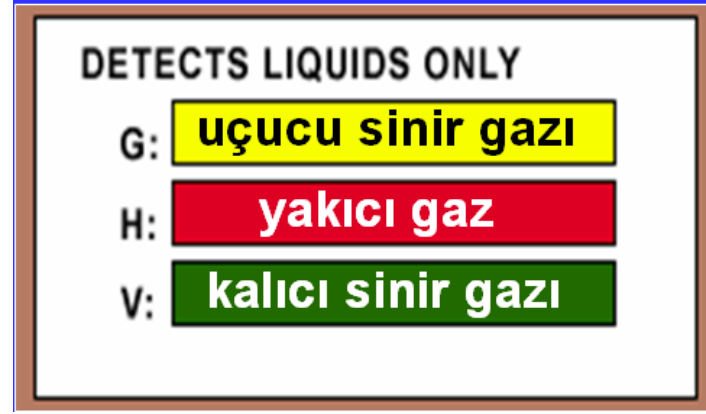 DETECTS LIQUIDS ONLY
G: uçucu sinir gazı
H: yakıcı gaz
V: kalıcı sinir gazı